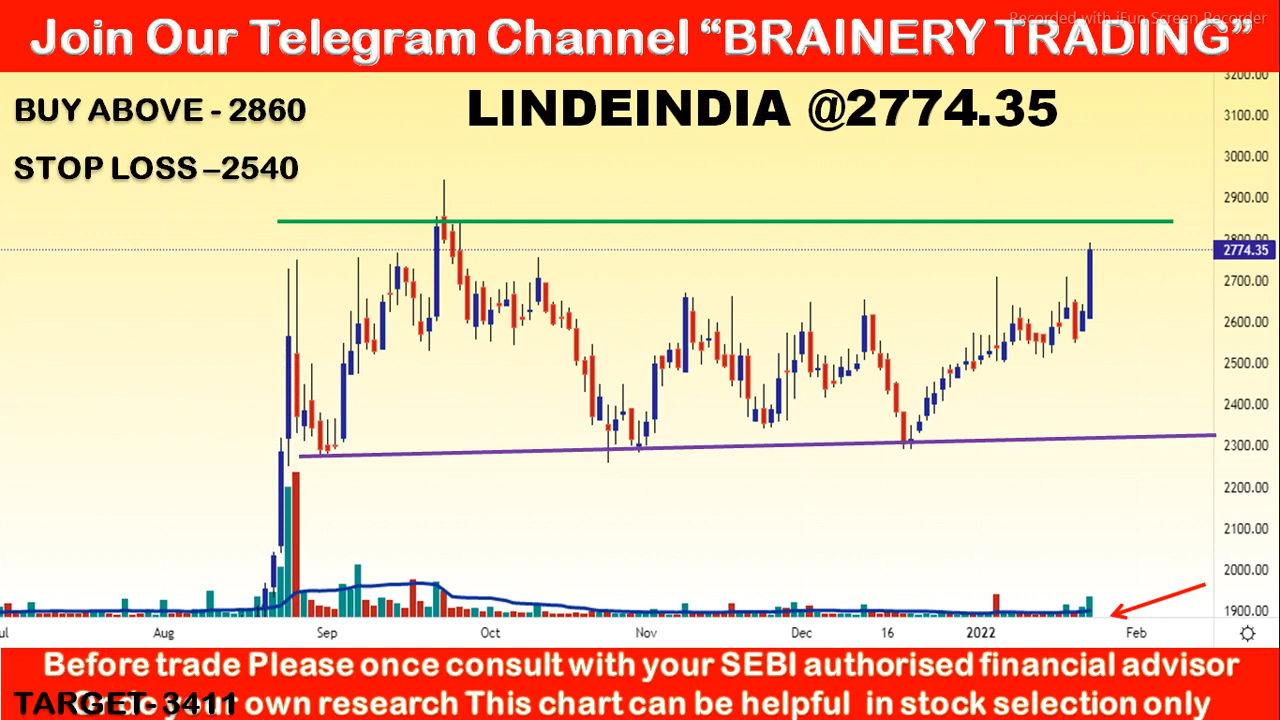 Recorded with iFun Screen Recorder
Join Our Telegram Channel “BRAINERY TRADING”
BUY ABOVE - 2860
LINDEINDIA @2774.35
STOP LOSS –2540
3200.00
3100.00
3000.00
2900.00
2800.00
2774.35
2700.00
2600.00
2500.00
2400.00
2300.00
2200.00
2100.00
2000.00
1900.00
Aug Sep Oct Nov Dec 16 2022 Feb
Before trade Please once consult with your SEBI authorised financial advisor
TARGET- 3411
own research This chart can be helpful in stock selection only